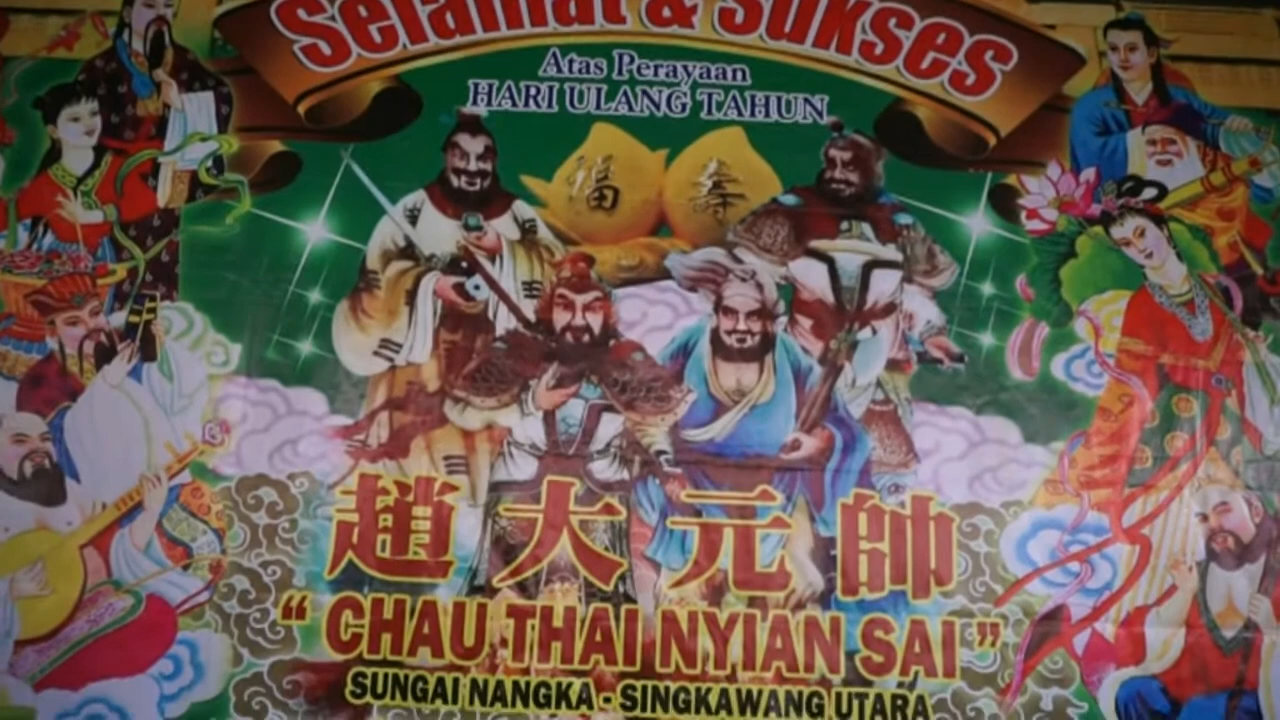 Selamat & Sukses
Atas Perayaan
HARI ULANG TAHUN
福 壽
趙大元帥
“ CHAU THAI NYIAN SAI ”
SUNGAI NANGKA - SINGKAWANG UTARA